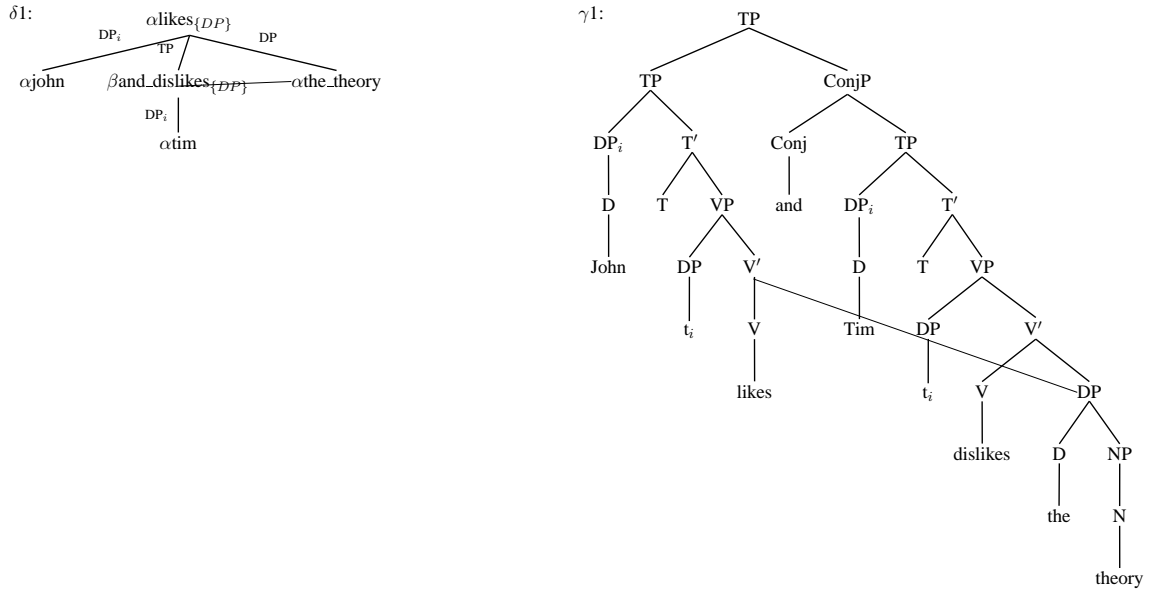 δ1:
αlikes{DP}
DPi TP DP
αjohn βand_dislikes{DP} αthe_theory
DPi
αtim
γ1:
TP
TP ConjP
DPi T′ Conj TP
D T VP and DPi T′
John DP V′ D T VP
ti V Tim DP V′
likes ti V DP
dislikes D NP
the N
theory